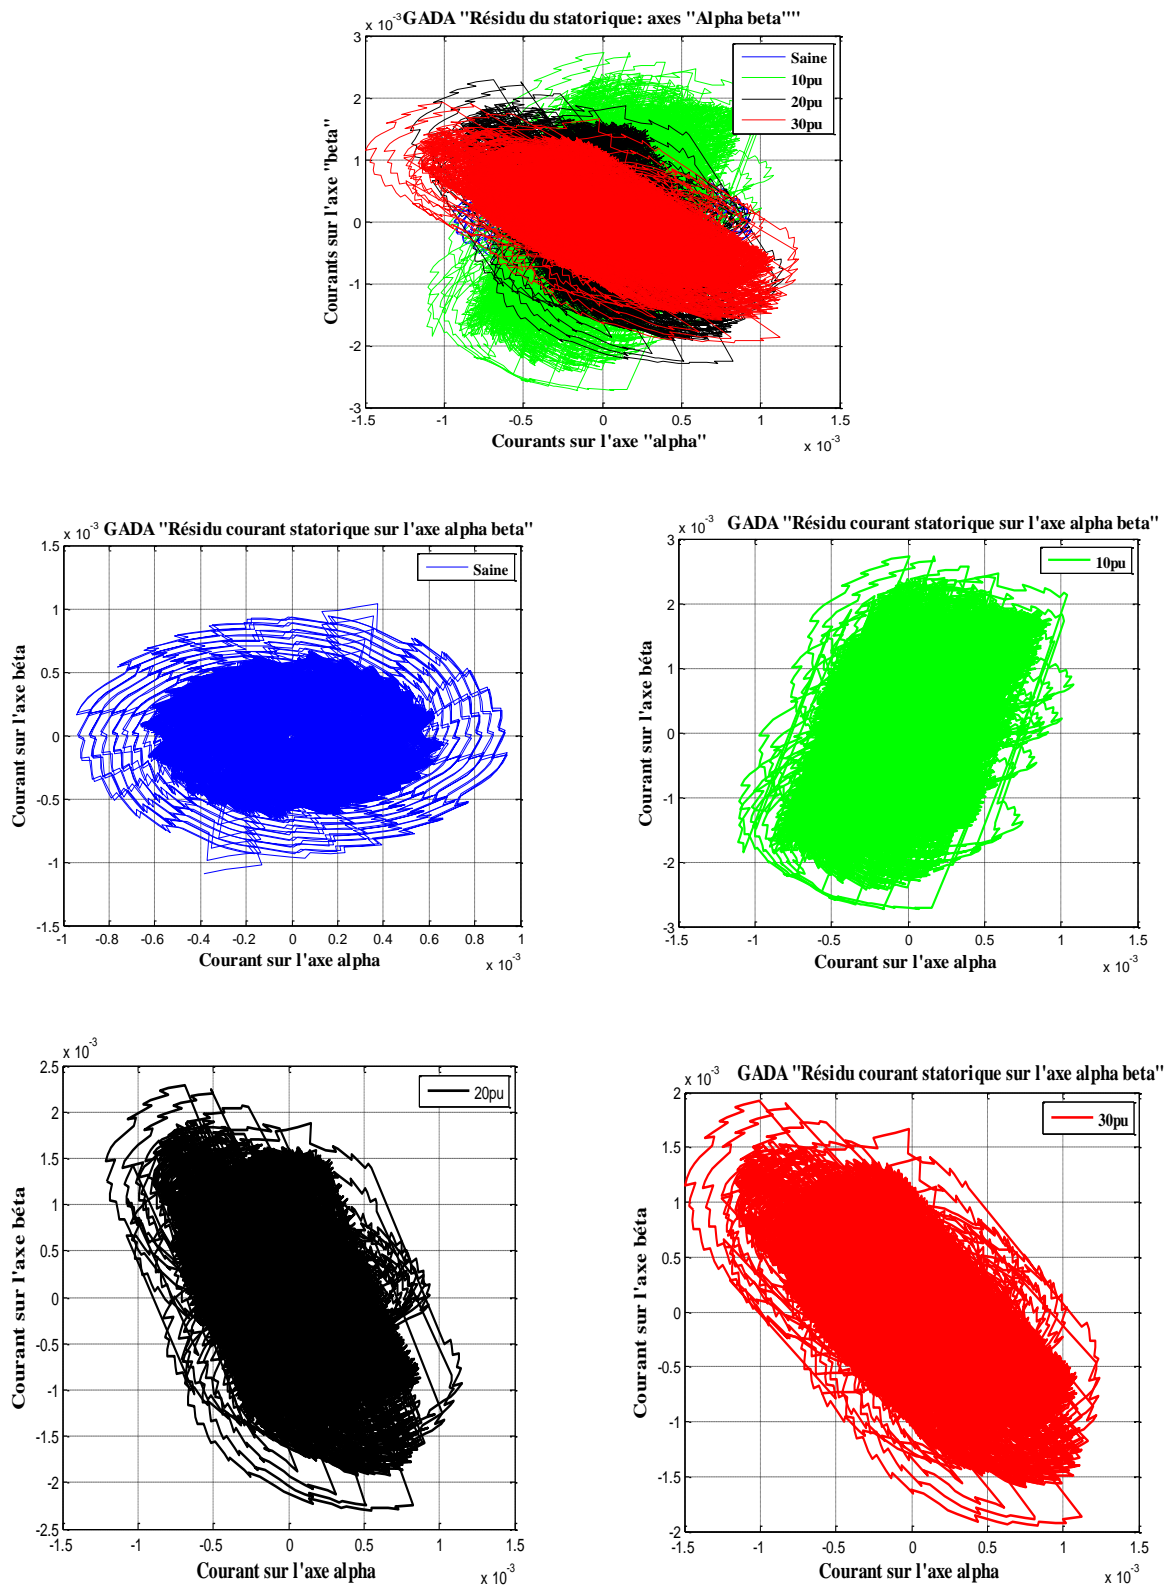 x 10-3 GADA "Résidu du statorique: axes "Alpha beta""
3
2
1
0
-1
-2
-3
Courants sur l'axe "beta"
Saine
10pu
20pu
30pu
-1.5 -1 -0.5 0 0.5 1 1.5
Courants sur l'axe "alpha"
x 10-3
x 10-3 GADA "Résidu courant statorique sur l'axe alpha beta"
1.5
1
0.5
0
-0.5
-1
-1.5
Courant sur l'axe béta
Saine
-1 -0.8 -0.6 -0.4 -0.2 0 0.2 0.4 0.6 0.8 1
Courant sur l'axe alpha
x 10-3
x 10-3 GADA "Résidu courant statorique sur l'axe alpha beta"
3
2
1
0
-1
-2
-3
Courant sur l'axe béta
10pu
-1.5 -1 -0.5 0 0.5 1 1.5
Courant sur l'axe alpha
x 10-3
x 10-3
2.5
2
1.5
1
0.5
0
-0.5
-1
-1.5
-2
-2.5
Courant sur l'axe béta
20pu
-1.5 -1 -0.5 0 0.5 1 1.5
Courant sur l'axe alpha
x 10-3
x 10-3 GADA "Résidu courant statorique sur l'axe alpha beta"
2
1.5
1
0.5
0
-0.5
-1
-1.5
-2
Courant sur l'axe béta
30pu
-1.5 -1 -0.5 0 0.5 1 1.5
Courant sur l'axe alpha
x 10-3